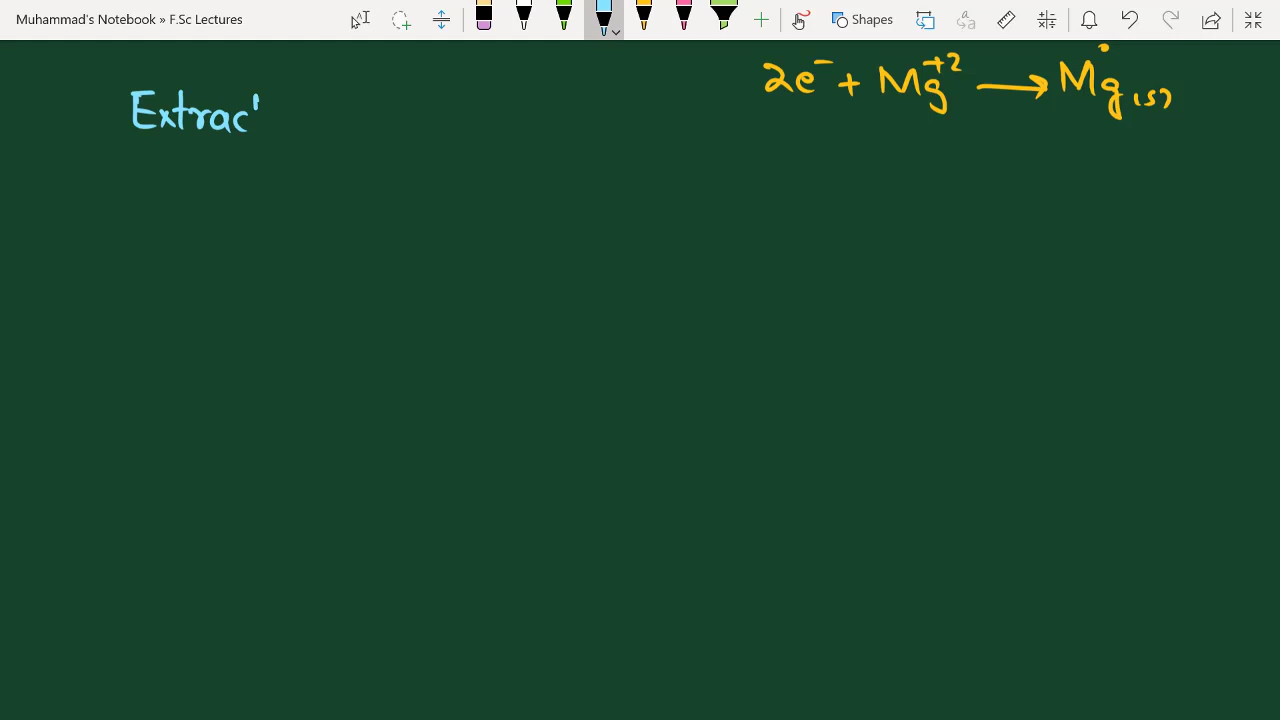 Muhammad's Notebook » F.Sc Lectures
Shapes
2e⁻ + Mg⁺² ⟶ Mg°(s)
Extrac